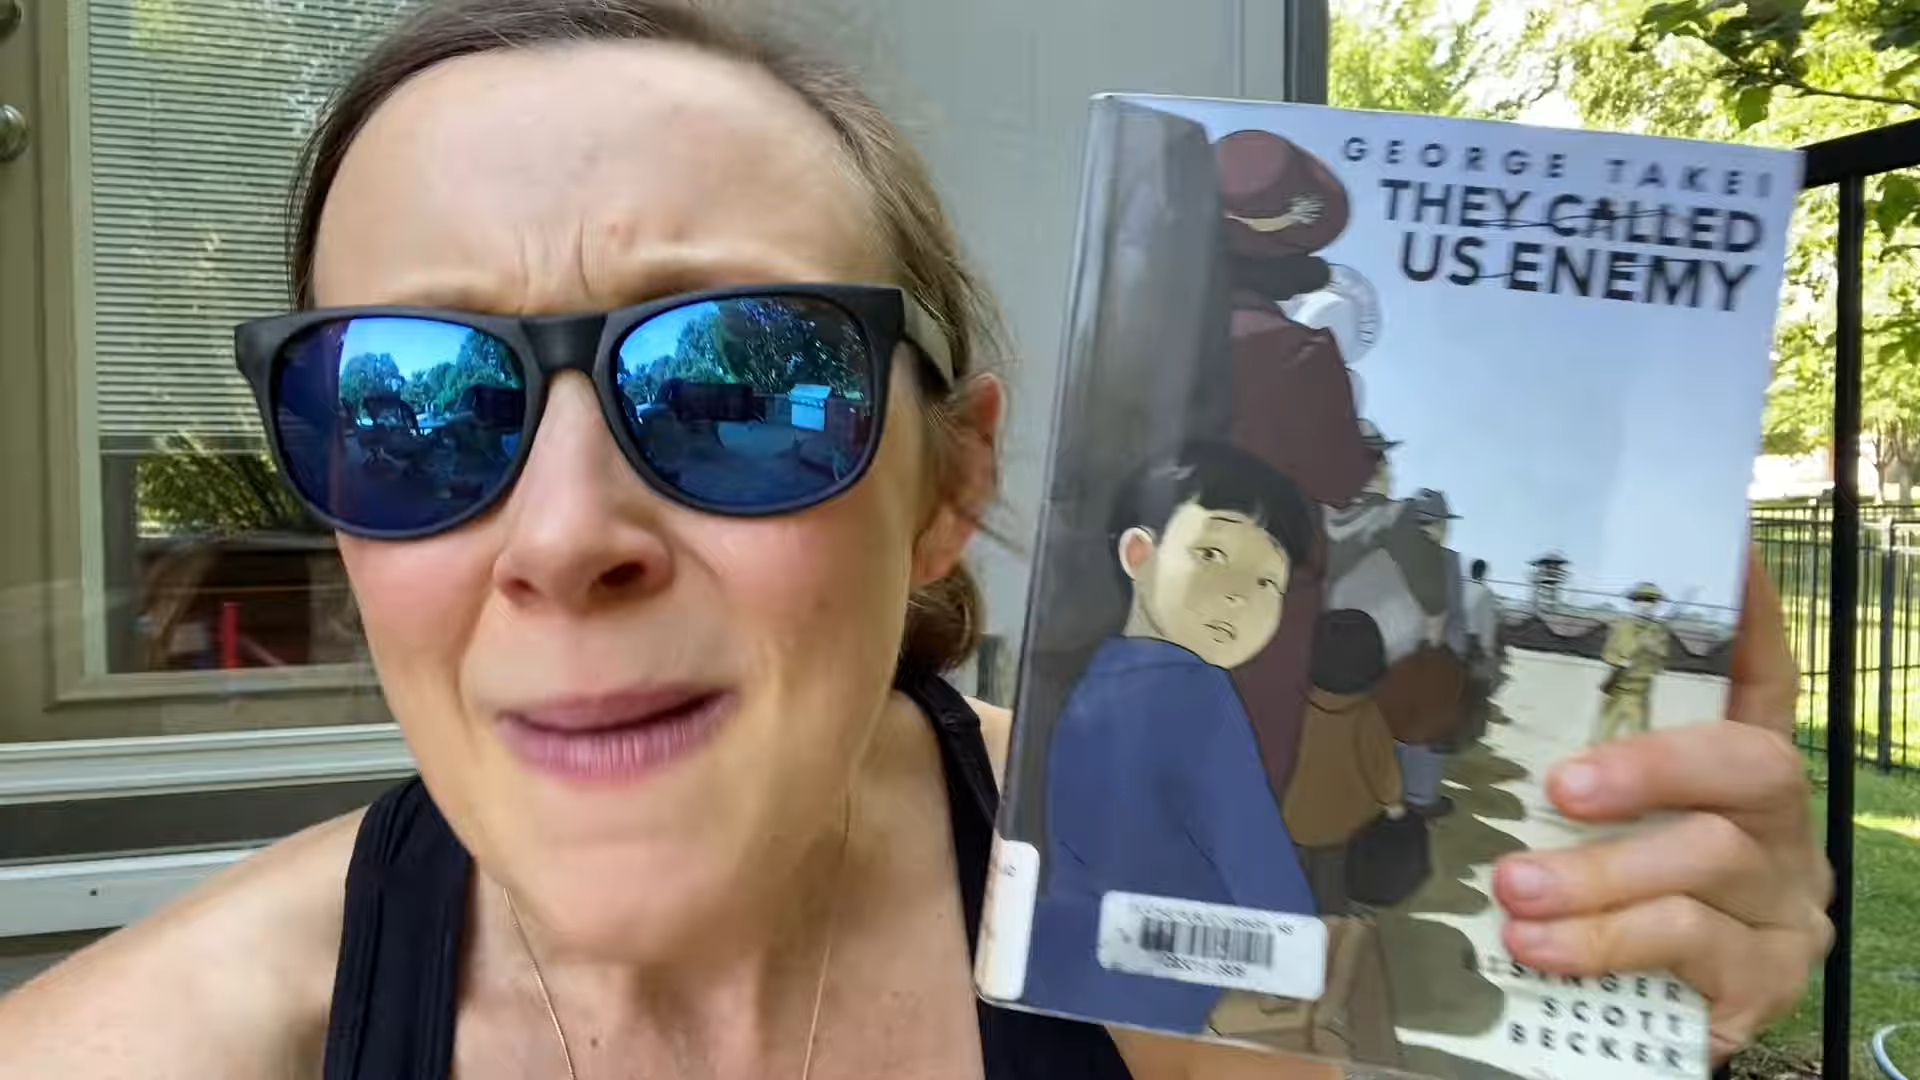 GEORGE TAKEI
THEY CALLED
US ENEMY
SCOTT
BECKER